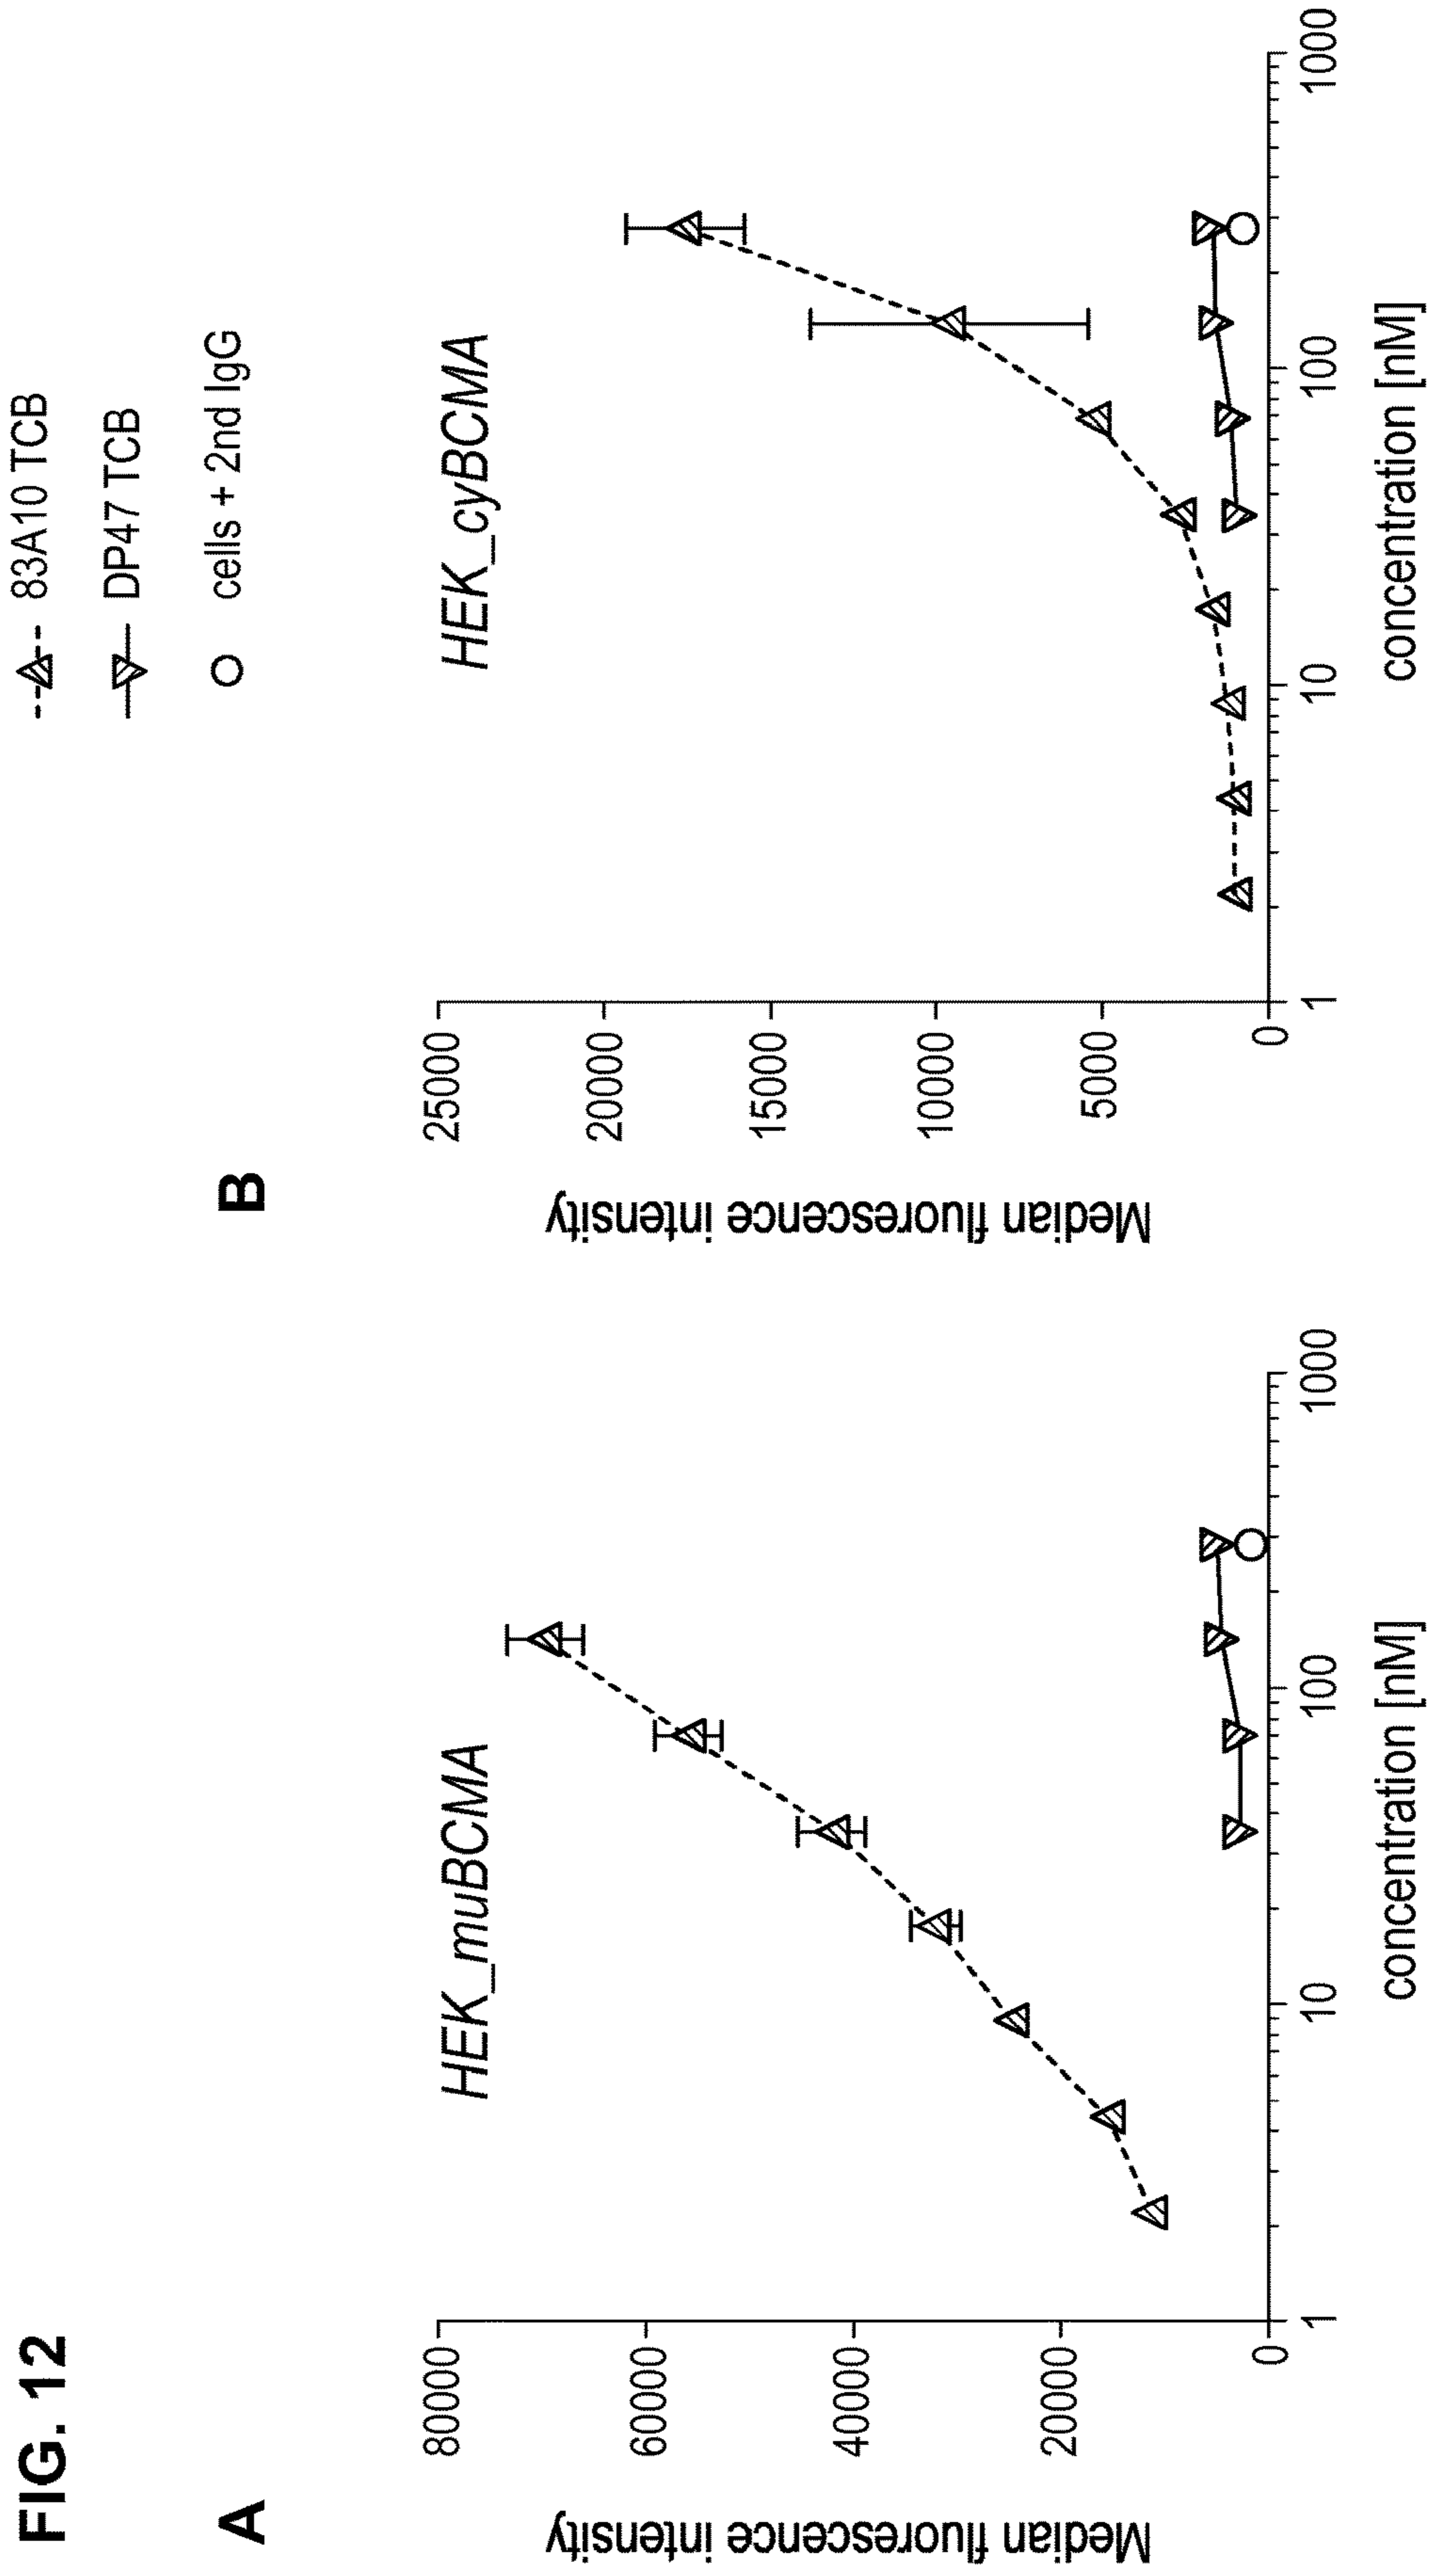 FIG. 12
83A10 TCB
DP47 TCB
cells + 2nd IgG
A
HEK_muBCMA
Median fluorescence intensity
80000
60000
40000
20000
0
1
10
100
1000
concentration [nM]
B
HEK_cyBCMA
Median fluorescence intensity
25000
20000
15000
10000
5000
0
1
10
100
1000
concentration [nM]